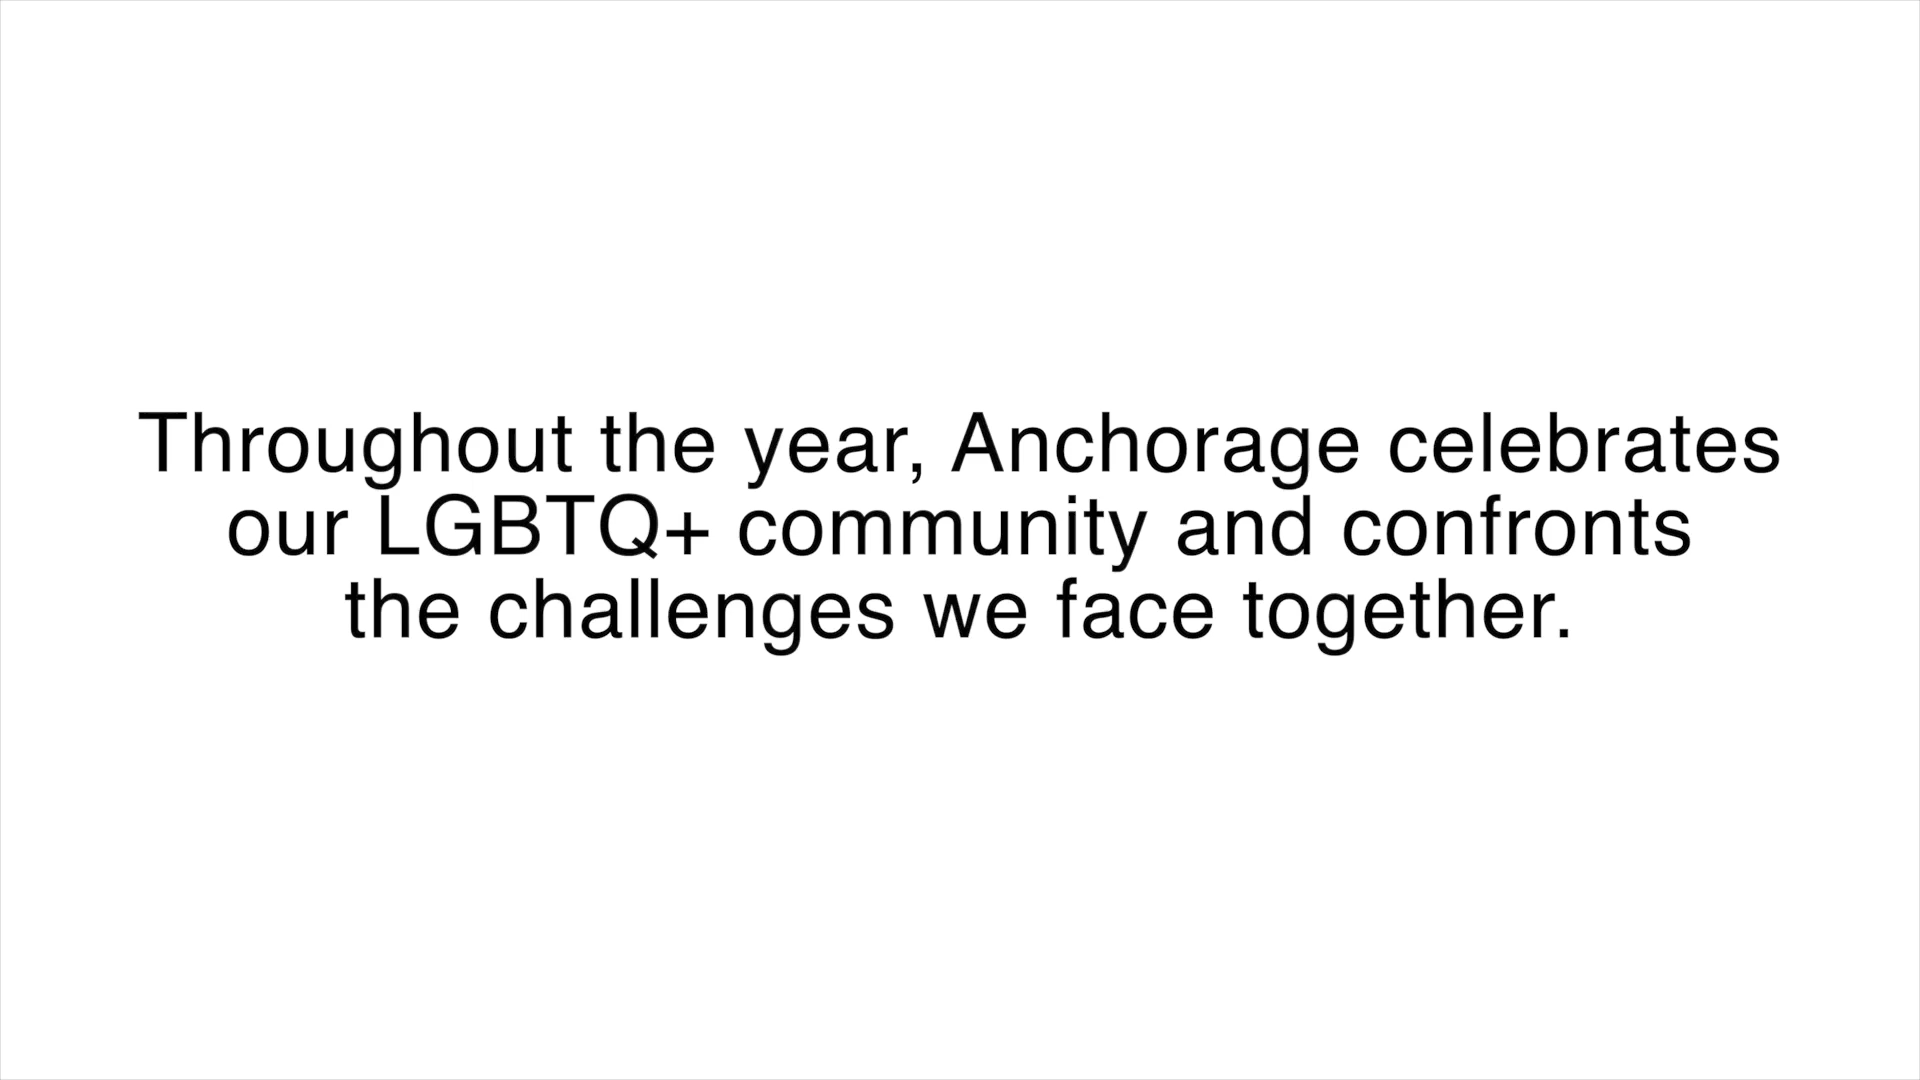 Throughout the year, Anchorage celebrates
our LGBTQ+ community and confronts
the challenges we face together.